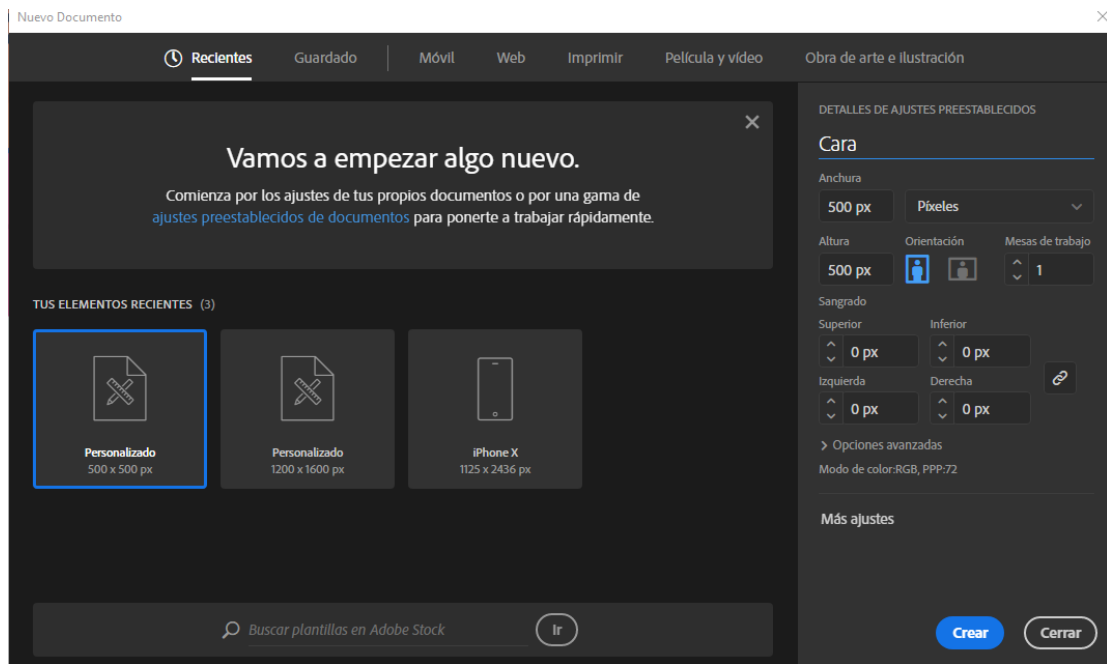 Nuevo Documento
Recientes Guardado Móvil Web Imprimir Película y vídeo Obra de arte e ilustración
Vamos a empezar algo nuevo.
Comienza por los ajustes de tus propios documentos o por una gama de
ajustes preestablecidos de documentos para ponerte a trabajar rápidamente.
TUS ELEMENTOS RECIENTES (3)
Personalizado
500 x 500 px
Personalizado
1200 x 1600 px
iPhone X
1125 x 2436 px
Buscar plantillas en Adobe Stock Ir
DETALLES DE AJUSTES PREESTABLECIDOS
Cara
Anchura
500 px Píxeles
Altura Orientación Mesas de trabajo
500 px 1
Sangrado
Superior Inferior
0 px 0 px
Izquierda Derecha
0 px 0 px
Opciones avanzadas
Modo de color:RGB, PPP:72
Más ajustes
Crear Cerrar